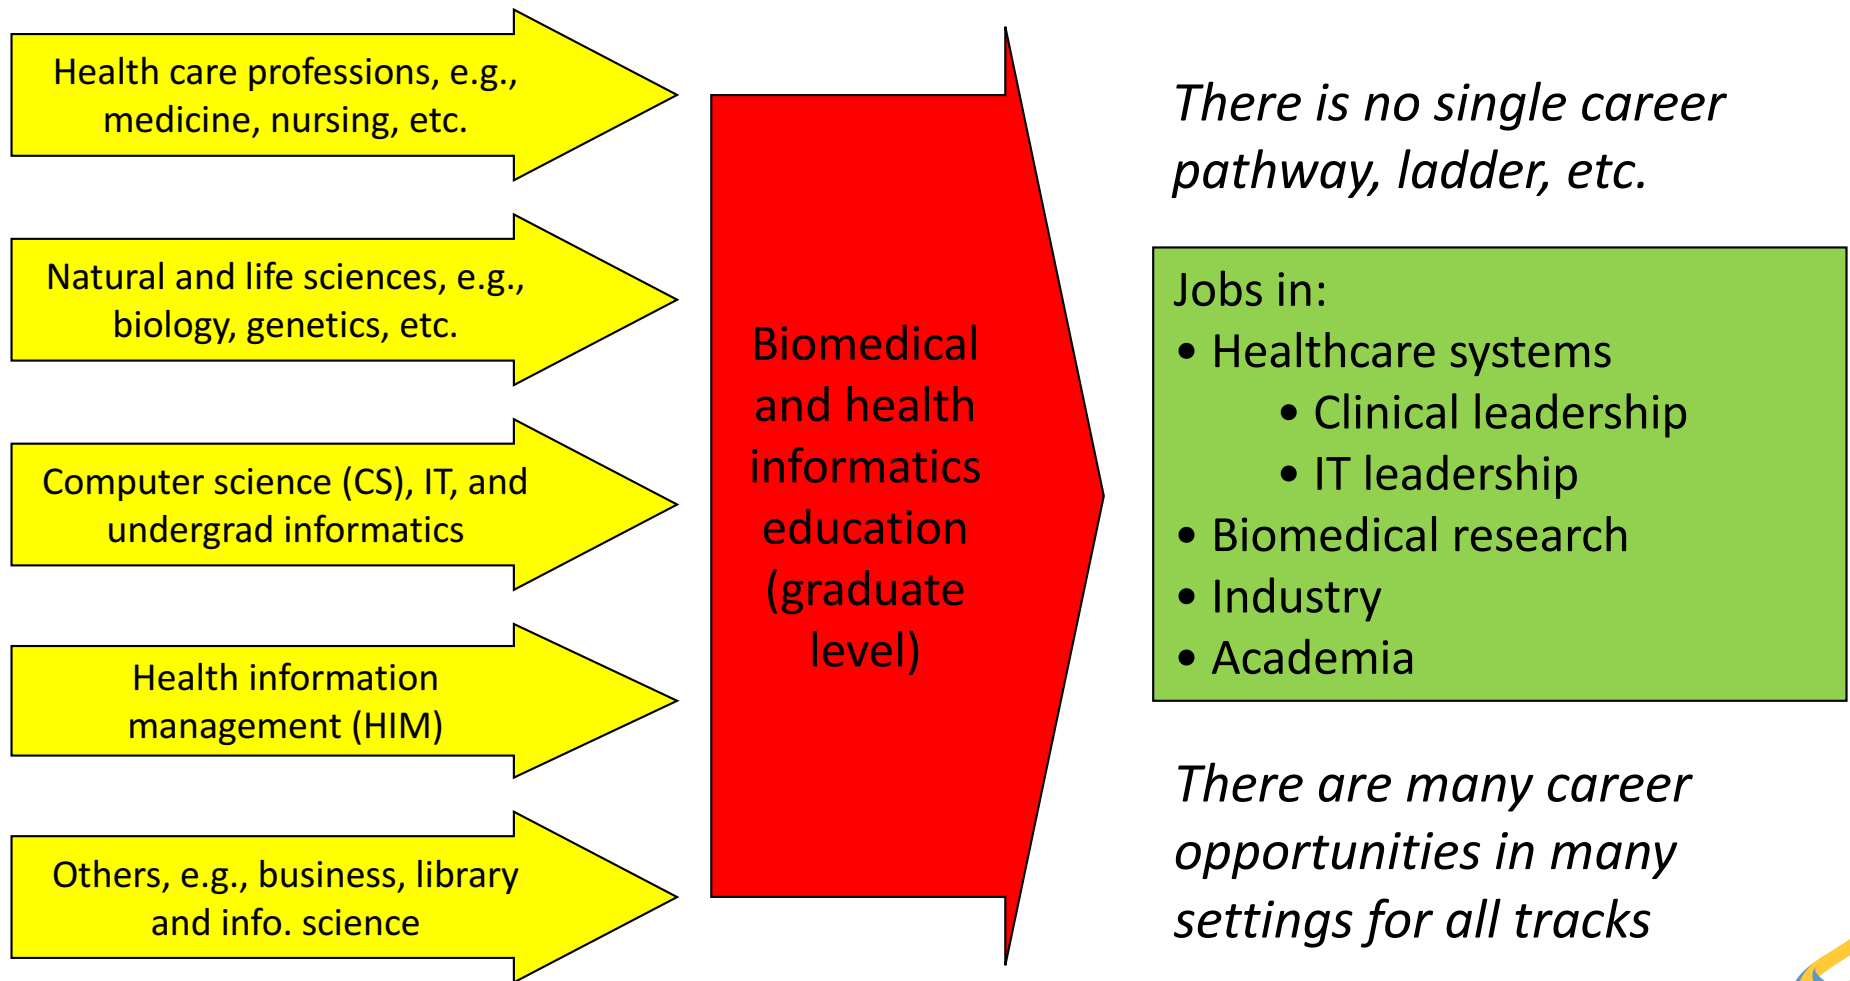 Health care professions, e.g.,
medicine, nursing, etc.
Natural and life sciences, e.g.,
biology, genetics, etc.
Computer science (CS), IT, and
undergrad informatics
Health information
management (HIM)
Others, e.g., business, library
and info. science
Biomedical
and health
informatics
education
(graduate
level)
There is no single career
pathway, ladder, etc.
Jobs in:
• Healthcare systems
• Clinical leadership
• IT leadership
• Biomedical research
• Industry
• Academia
There are many career
opportunities in many
settings for all tracks